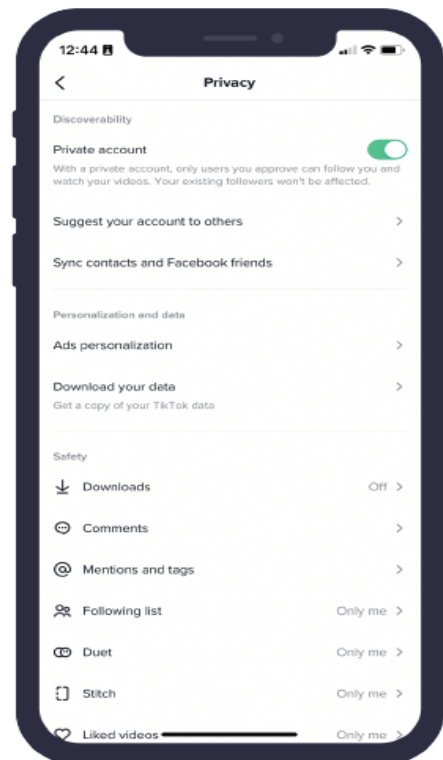 12:44
Privacy
Discoverability
Private account
With a private account, only users you approve can follow you and
watch your videos. Your existing followers won't be affected.
Suggest your account to others
Sync contacts and Facebook friends
Personalization and data
Ads personalization
Download your data
Get a copy of your TikTok data
Safety
Downloads Off
Comments
Mentions and tags
Following list Only me
Duet Only me
Stitch Only me
Liked videos Only me